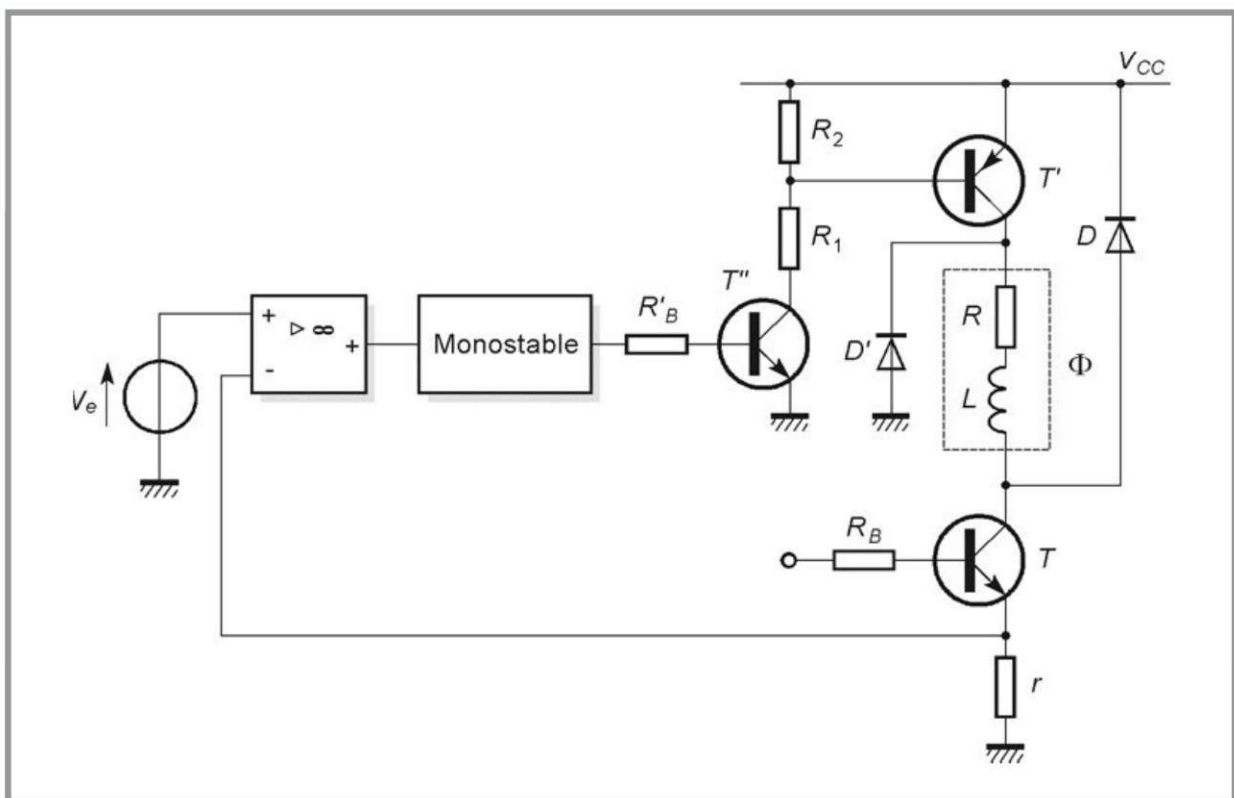 V_CC
R_2
T'
R_1
D
T''
+
▷ ∞
+
-
Monostable
R'_B
D'
R
L
Φ
V_e
R_B
T
r